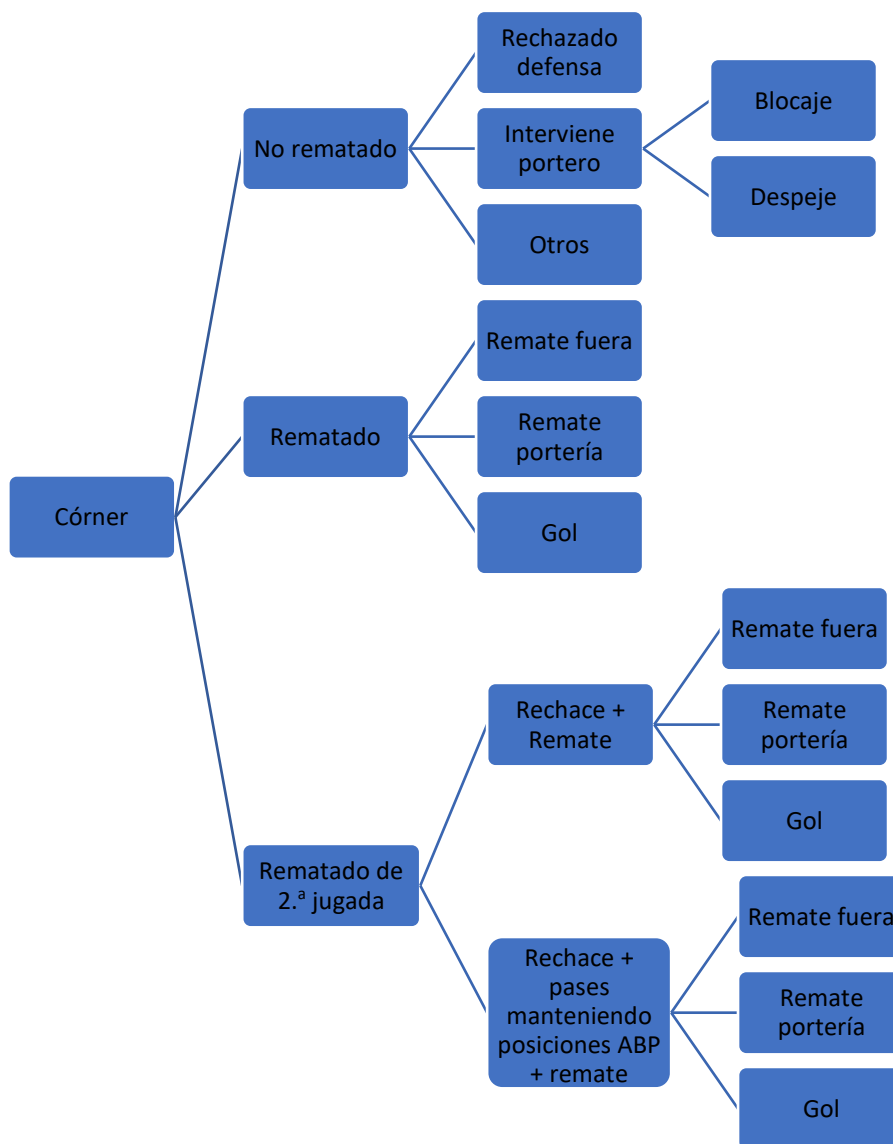 Rechazado
defensa
Blocaje
No rematado
Interviene
portero
Despeje
Otros
Remate fuera
Rematado
Remate
portería
Córner
Gol
Remate fuera
Rechace +
Remate
Remate
portería
Gol
Rematado de
2.ª jugada
Remate fuera
Rechace +
pases
manteniendo
posiciones ABP
+ remate
Remate
portería
Gol